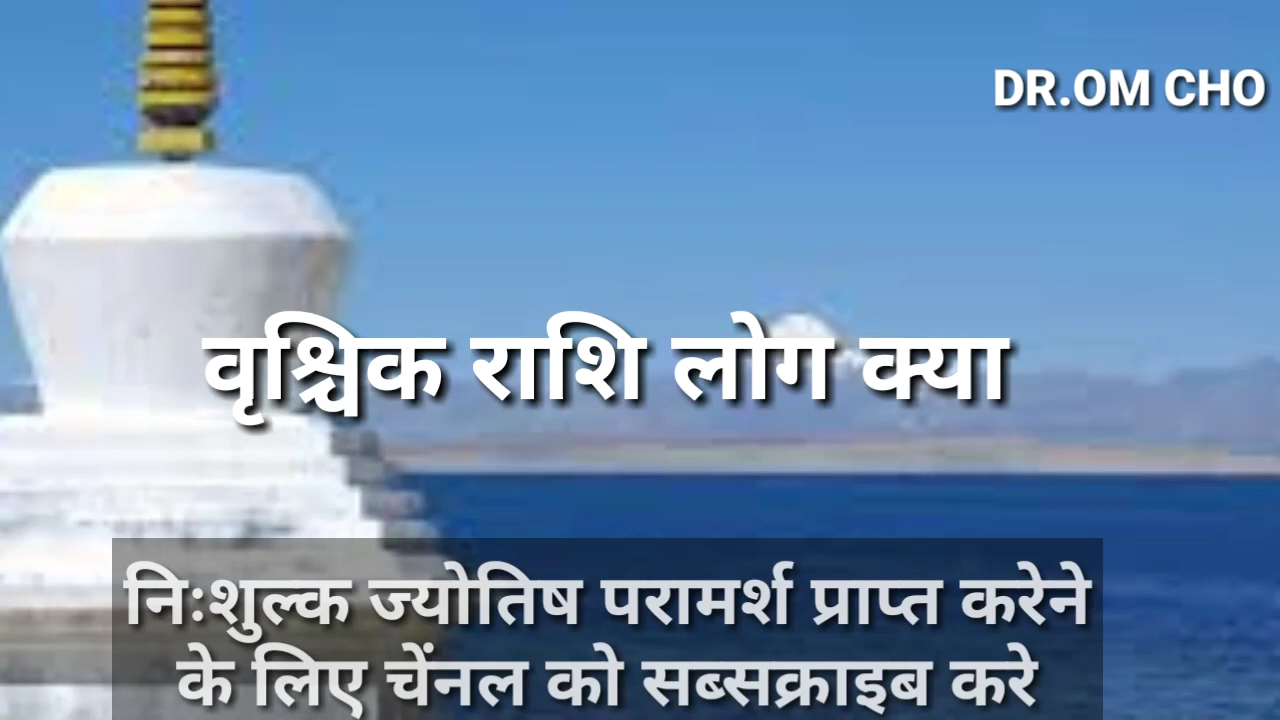 DR.OM CHO
वृश्चिक राशि लोग क्या
निःशुल्क ज्योतिष परामर्श प्राप्त करेने
के लिए चेंनल को सब्सक्राइब करे